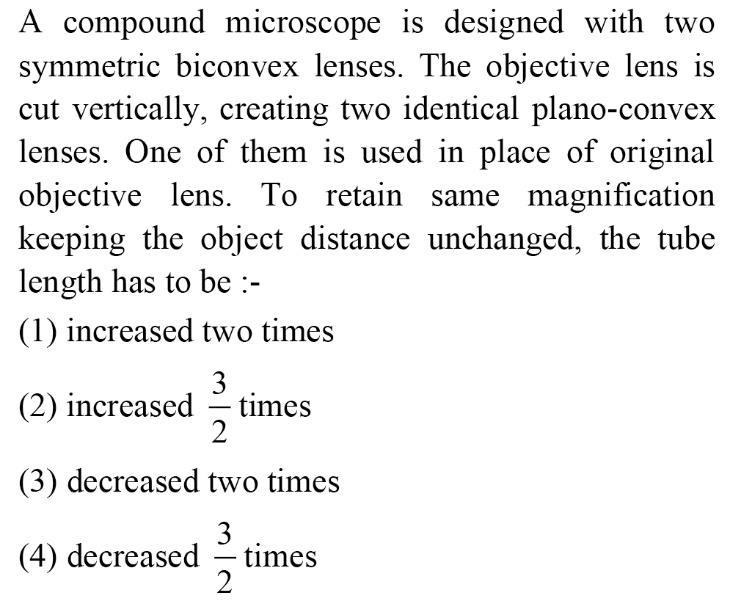 A compound microscope is designed with two
symmetric biconvex lenses. The objective lens is
cut vertically, creating two identical plano-convex
lenses. One of them is used in place of original
objective lens. To retain same magnification
keeping the object distance unchanged, the tube
length has to be :-
(1) increased two times
(2) increased 3/2 times
(3) decreased two times
(4) decreased 3/2 times